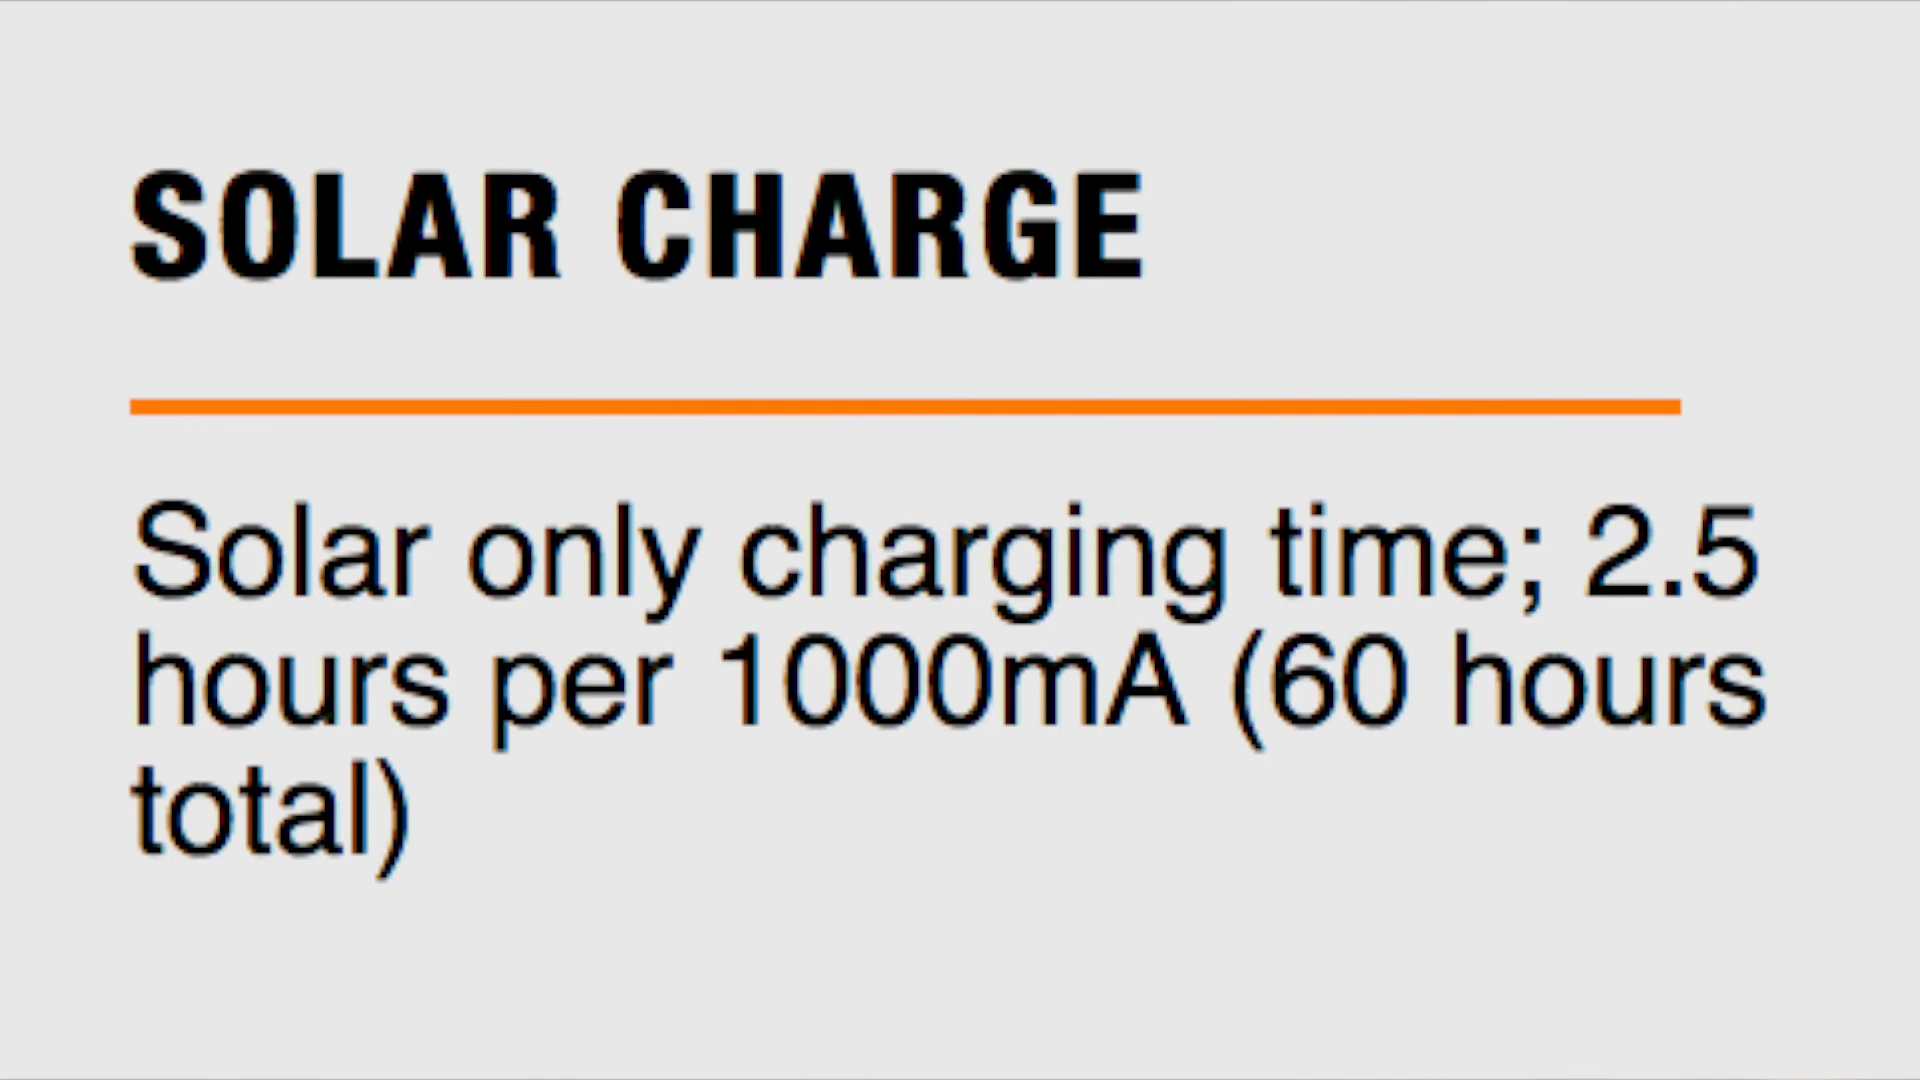 SOLAR CHARGE
Solar only charging time; 2.5
hours per 1000mA (60 hours
total)